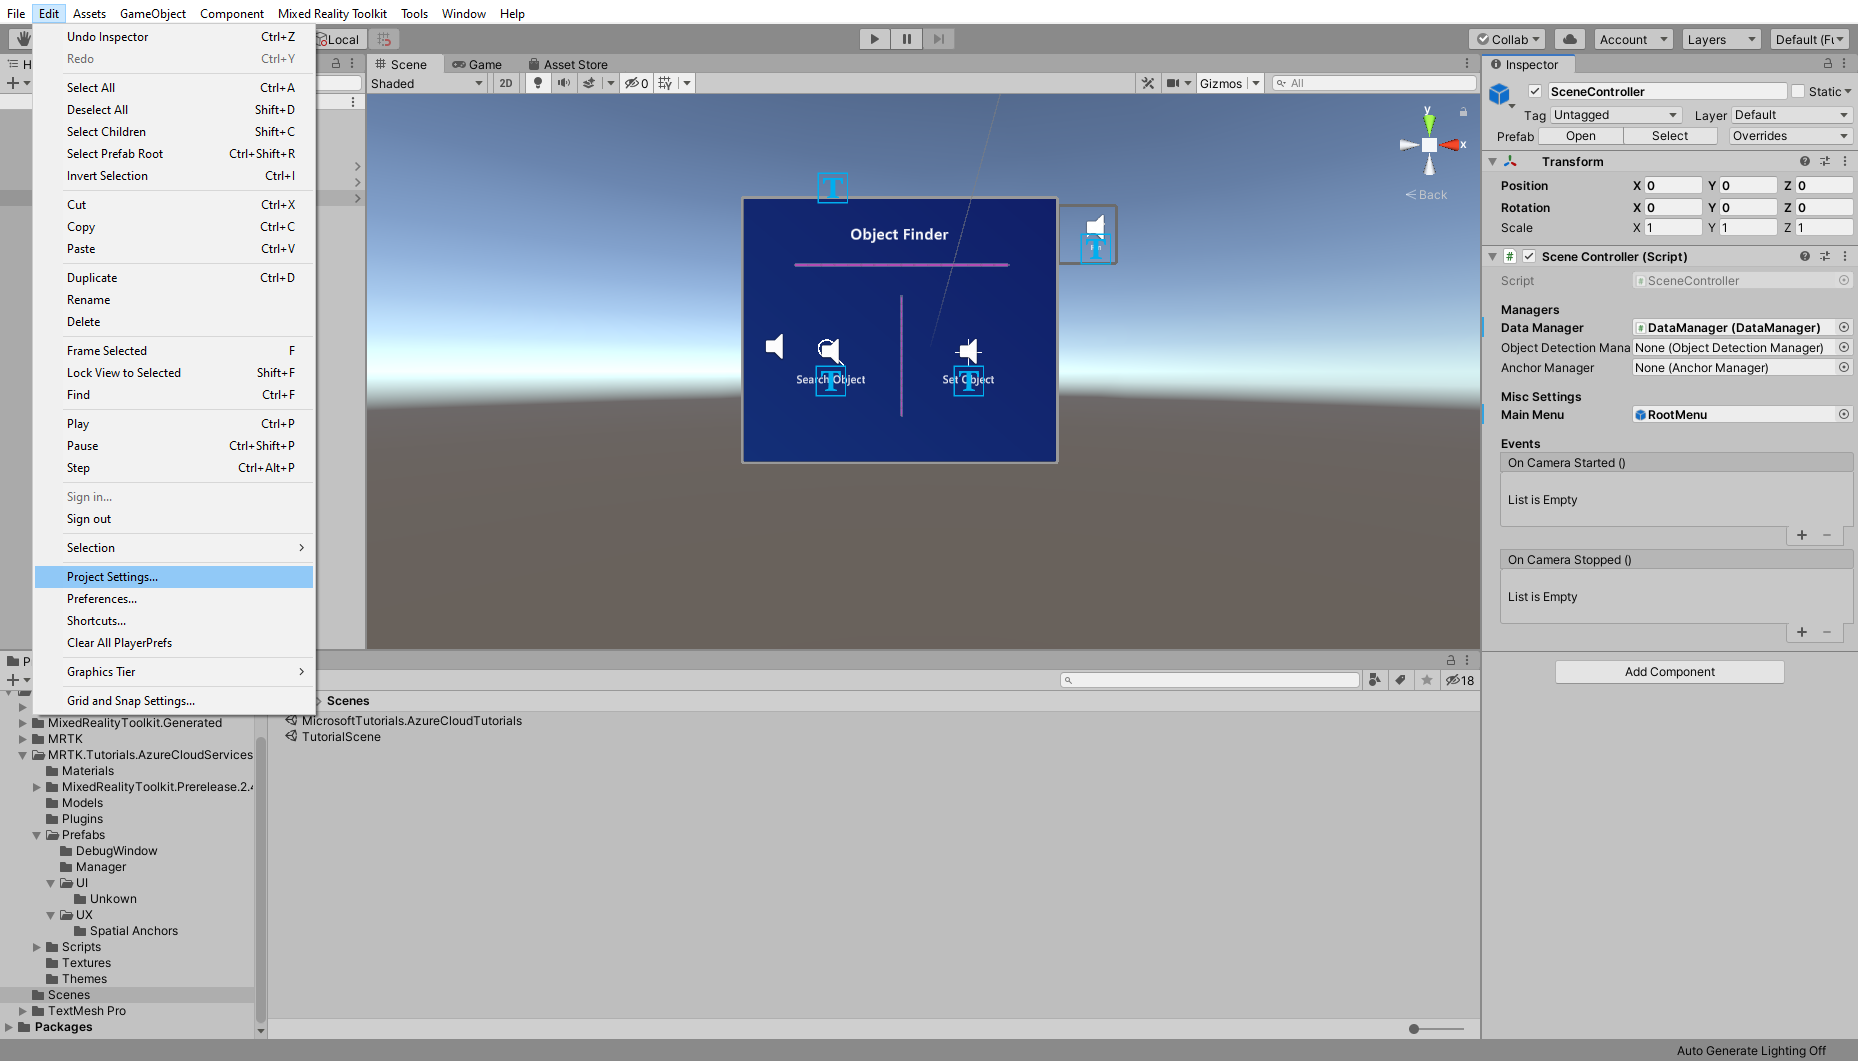 File Edit Assets GameObject Component Mixed Reality Toolkit Tools Window Help
Undo Inspector Ctrl+Z
Redo Ctrl+Y
Select All Ctrl+A
Deselect All Shift+D
Select Children Shift+C
Select Prefab Root Ctrl+Shift+R
Invert Selection Ctrl+I
Cut Ctrl+X
Copy Ctrl+C
Paste Ctrl+V
Duplicate Ctrl+D
Rename
Delete
Frame Selected F
Lock View to Selected Shift+F
Find Ctrl+F
Play Ctrl+P
Pause Ctrl+Shift+P
Step Ctrl+Alt+P
Sign in...
Sign out
Selection
Project Settings...
Preferences...
Shortcuts...
Clear All PlayerPrefs
Graphics Tier
Grid and Snap Settings...
Local
Collab Account Layers
Scene Game Asset Store
Shaded 2D 0 Gizmos All
y
x
Back
Object Finder
Search Object
Set Object
Inspector
SceneController Static
Tag Untagged Layer Default
Prefab Open Select Overrides
Transform
Position X 0 Y 0 Z 0
Rotation X 0 Y 0 Z 0
Scale X 1 Y 1 Z 1
# Scene Controller (Script)
Script SceneController
Managers
Data Manager DataManager (DataManager)
Object Detection Mana None (Object Detection Manager)
Anchor Manager None (Anchor Manager)
Misc Settings
Main Menu RootMenu
Events
On Camera Started ()
List is Empty
+ −
On Camera Stopped ()
List is Empty
+ −
Add Component
18
MixedRealityToolkit.Generated
MRTK
MRTK.Tutorials.AzureCloudServices
Materials
MixedRealityToolkit.Prerelease.2.4
Models
Plugins
Prefabs
DebugWindow
Manager
UI
Unkown
UX
Spatial Anchors
Scripts
Textures
Themes
Scenes
TextMesh Pro
Packages
Scenes
MicrosoftTutorials.AzureCloudTutorials
TutorialScene
Auto Generate Lighting Off